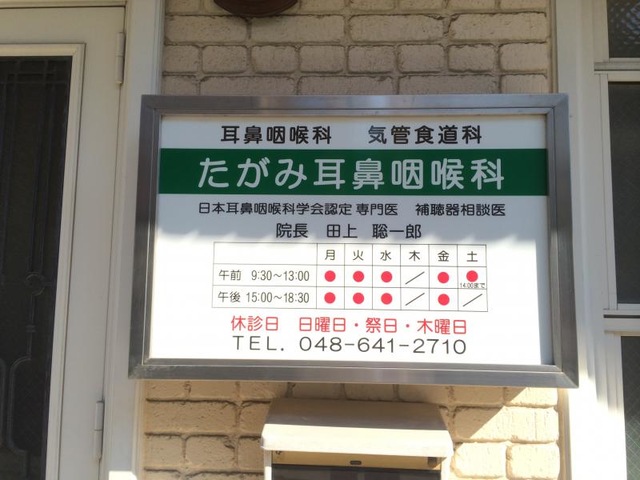 耳鼻咽喉科 気管食道科
たがみ耳鼻咽喉科
日本耳鼻咽喉科学会認定 専門医 補聴器相談医
院長 田上 聡一郎
月 火 水 木 金 土
午前 9:30～13:00 ● ● ● ／ ● ● 14:00まで
午後 15:00～18:30 ● ● ● ／ ● ／
休診日 日曜日・祭日・木曜日
TEL. 048-641-2710